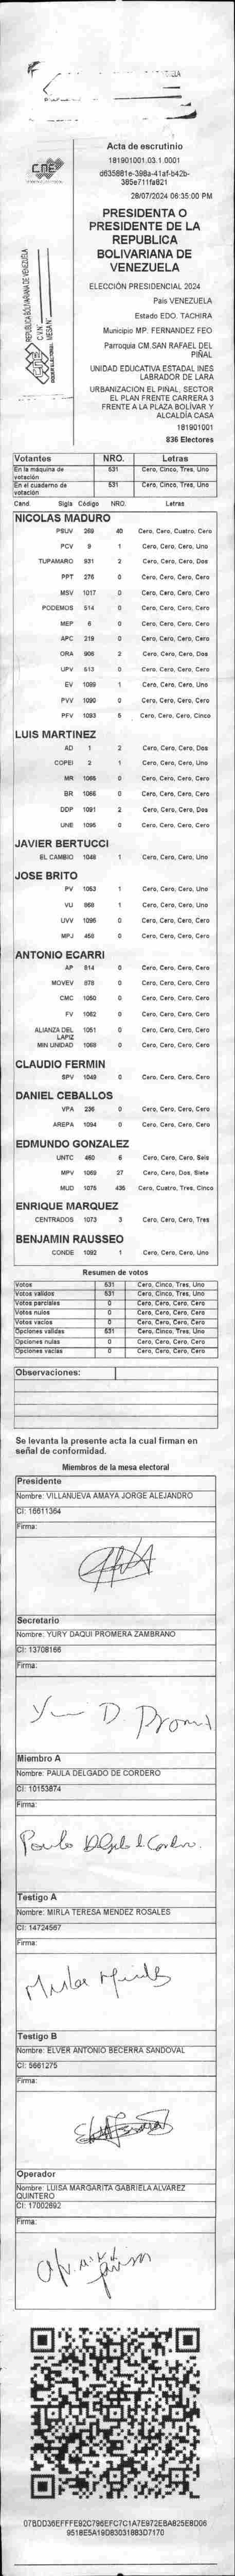 Acta de escrutinio
181901001.03.1.0001
d635881e-398a-41af-b42b-
385e711fa821
28/07/2024 06:35:00 PM
PRESIDENTA O
PRESIDENTE DE LA
REPUBLICA
BOLIVARIANA DE
VENEZUELA
ELECCIÓN PRESIDENCIAL 2024
País VENEZUELA
Estado EDO. TACHIRA
Municipio MP. FERNANDEZ FEO
Parroquia CM.SAN RAFAEL DEL
PIÑAL
UNIDAD EDUCATIVA ESTADAL INES
LABRADOR DE LARA
URBANIZACION EL PINAL, SECTOR
EL PLAN FRENTE CARRERA 3
FRENTE A LA PLAZA BOLÍVAR Y
ALCALDÍA CASA
181901001
836 Electores
CNE
REPUBLICA BOLIVARIANA DE VENEZUELA
Votantes NRO. Letras
En la máquina de votación 531 Cero, Cinco, Tres, Uno
En el cuaderno de votación 531 Cero, Cinco, Tres, Uno
Cand. Sigla Código NRO. Letras
NICOLAS MADURO
PSUV 269 40 Cero, Cero, Cuatro, Cero
PCV 9 1 Cero, Cero, Cero, Uno
TUPAMARO 931 2 Cero, Cero, Cero, Dos
PPT 276 0 Cero, Cero, Cero, Cero
MSV 1017 0 Cero, Cero, Cero, Cero
PODEMOS 514 0 Cero, Cero, Cero, Cero
MEP 6 0 Cero, Cero, Cero, Cero
APC 219 0 Cero, Cero, Cero, Cero
ORA 906 2 Cero, Cero, Cero, Dos
UPV 613 0 Cero, Cero, Cero, Cero
EV 1089 1 Cero, Cero, Cero, Uno
PVV 1090 0 Cero, Cero, Cero, Cero
PFV 1093 5 Cero, Cero, Cero, Cinco
LUIS MARTINEZ
AD 1 2 Cero, Cero, Cero, Dos
COPEI 2 1 Cero, Cero, Cero, Uno
MR 1065 0 Cero, Cero, Cero, Cero
BR 1066 0 Cero, Cero, Cero, Cero
DDP 1091 2 Cero, Cero, Cero, Dos
UNE 1095 0 Cero, Cero, Cero, Cero
JAVIER BERTUCCI
EL CAMBIO 1048 1 Cero, Cero, Cero, Uno
JOSE BRITO
PV 1053 1 Cero, Cero, Cero, Uno
VU 868 1 Cero, Cero, Cero, Uno
UVV 1096 0 Cero, Cero, Cero, Cero
MPJ 458 0 Cero, Cero, Cero, Cero
ANTONIO ECARRI
AP 814 0 Cero, Cero, Cero, Cero
MOVEV 878 0 Cero, Cero, Cero, Cero
CMC 1050 0 Cero, Cero, Cero, Cero
FV 1082 0 Cero, Cero, Cero, Cero
ALIANZA DEL LAPIZ 1051 0 Cero, Cero, Cero, Cero
MIN UNIDAD 1088 0 Cero, Cero, Cero, Cero
CLAUDIO FERMIN
SPV 1049 0 Cero, Cero, Cero, Cero
DANIEL CEBALLOS
VPA 236 0 Cero, Cero, Cero, Cero
AREPA 1094 0 Cero, Cero, Cero, Cero
EDMUNDO GONZALEZ
UNTC 460 6 Cero, Cero, Cero, Seis
MPV 1069 27 Cero, Cero, Dos, Siete
MUD 1075 435 Cero, Cuatro, Tres, Cinco
ENRIQUE MARQUEZ
CENTRADOS 1073 3 Cero, Cero, Cero, Tres
BENJAMIN RAUSSEO
CONDE 1092 1 Cero, Cero, Cero, Uno
Resumen de votos
Votos 531 Cero, Cinco, Tres, Uno
Votos validos 531 Cero, Cinco, Tres, Uno
Votos parciales 0 Cero, Cero, Cero, Cero
Votos nulos 0 Cero, Cero, Cero, Cero
Votos vacios 0 Cero, Cero, Cero, Cero
Opciones validas 531 Cero, Cinco, Tres, Uno
Opciones nulas 0 Cero, Cero, Cero, Cero
Opciones vacias 0 Cero, Cero, Cero, Cero
Observaciones:
Se levanta la presente acta la cual firman en
señal de conformidad.
Miembros de la mesa electoral
Presidente
Nombre: VILLANUEVA AMAYA JORGE ALEJANDRO
CI: 16611364
Firma:
Secretario
Nombre: YURY DAQUI PROMERA ZAMBRANO
CI: 13708166
Firma:
Miembro A
Nombre: PAULA DELGADO DE CORDERO
CI: 10153874
Firma:
Testigo A
Nombre: MIRLA TERESA MENDEZ ROSALES
CI: 14724567
Firma:
Testigo B
Nombre: ELVER ANTONIO BECERRA SANDOVAL
CI: 5661275
Firma:
Operador
Nombre: LUISA MARGARITA GABRIELA ALVAREZ
QUINTERO
CI: 17002692
Firma:
07BDD36EFFFE92C796EFC7C1A7E972EBA825E8D06
9518E5A19D83031883D7170